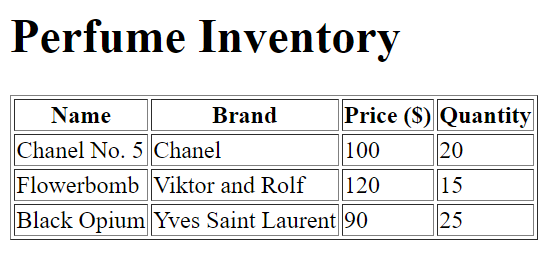 Perfume Inventory
Name Brand Price ($) Quantity
Chanel No. 5 Chanel 100 20
Flowerbomb Viktor and Rolf 120 15
Black Opium Yves Saint Laurent 90 25